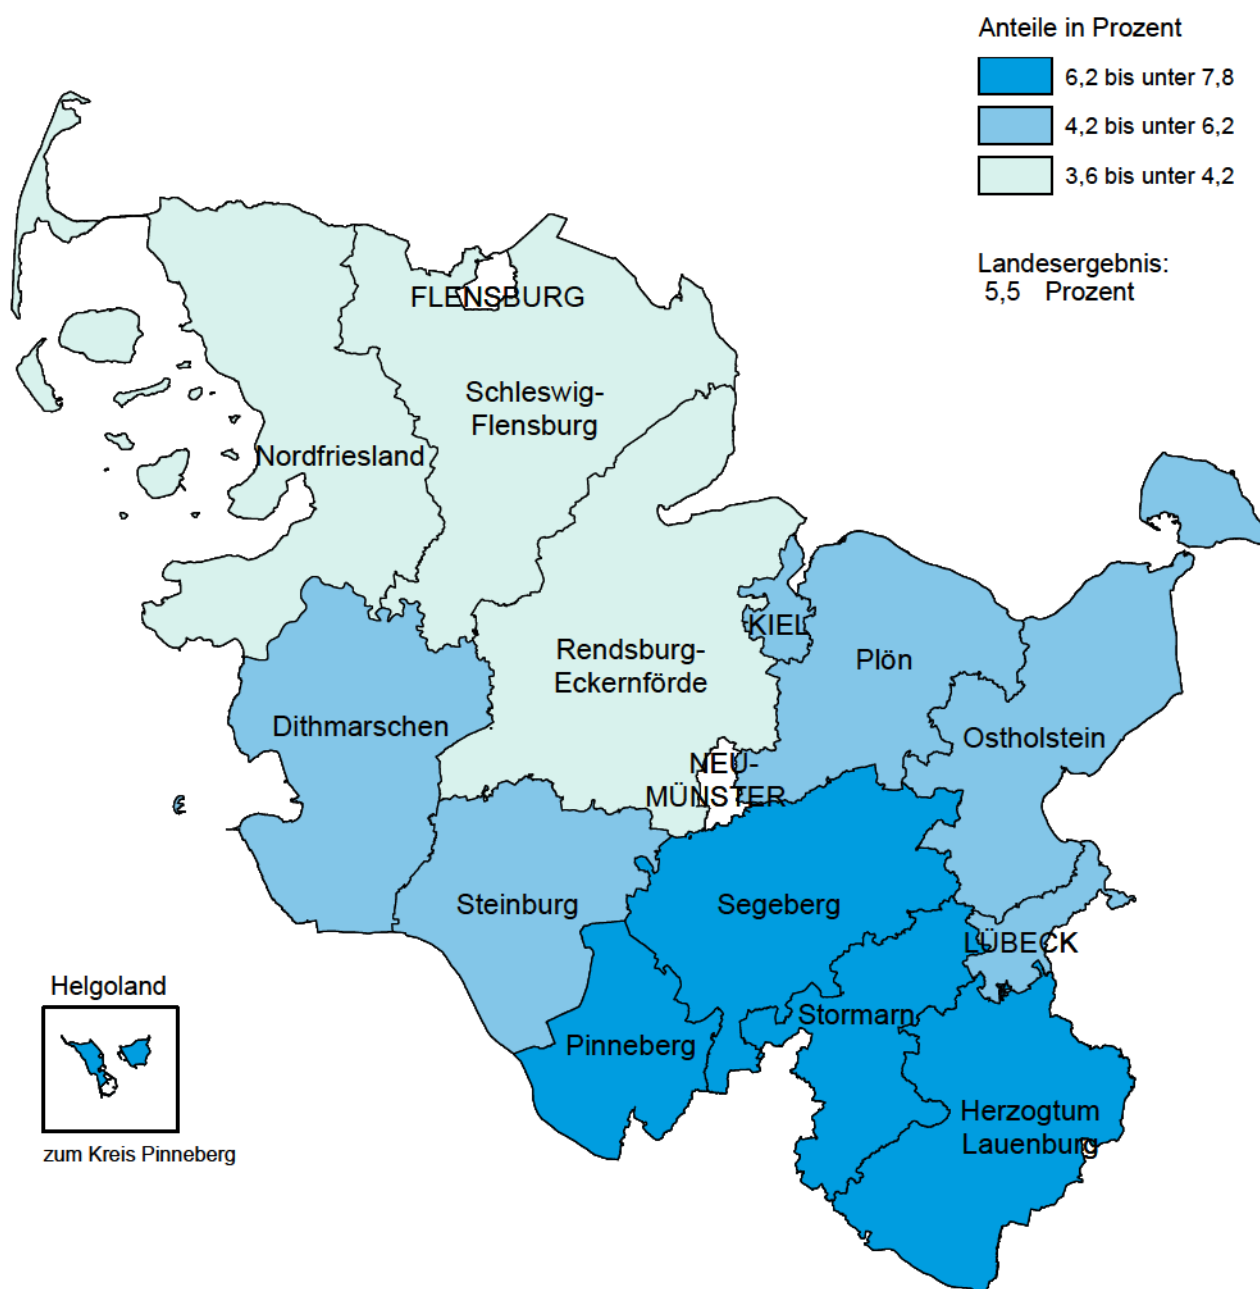 Anteile in Prozent
6,2 bis unter 7,8
4,2 bis unter 6,2
3,6 bis unter 4,2
Landesergebnis:
5,5 Prozent
FLENSBURG
Schleswig-
Flensburg
Nordfriesland
KIEL
Rendsburg-
Eckernförde
Plön
Dithmarschen
Ostholstein
NEU-
MÜNSTER
Steinburg
Segeberg
LÜBECK
Helgoland
Stormarn
Pinneberg
Herzogtum
Lauenburg
zum Kreis Pinneberg